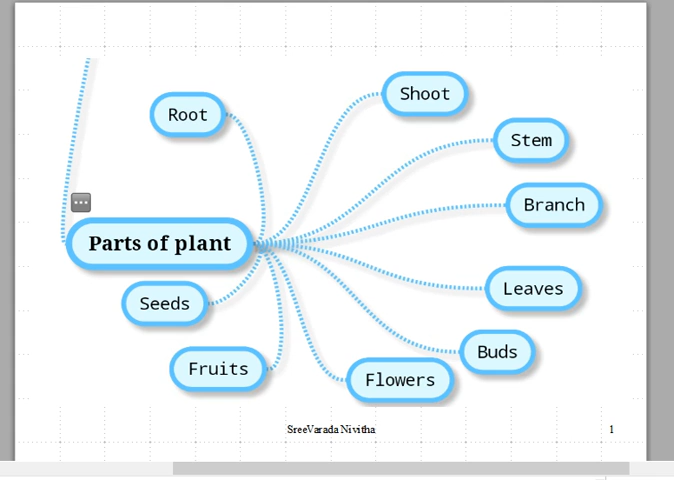 Root
Shoot
Stem
Branch
Parts of plant
Leaves
Seeds
Buds
Fruits
Flowers
SreeVarada Nivitha 1